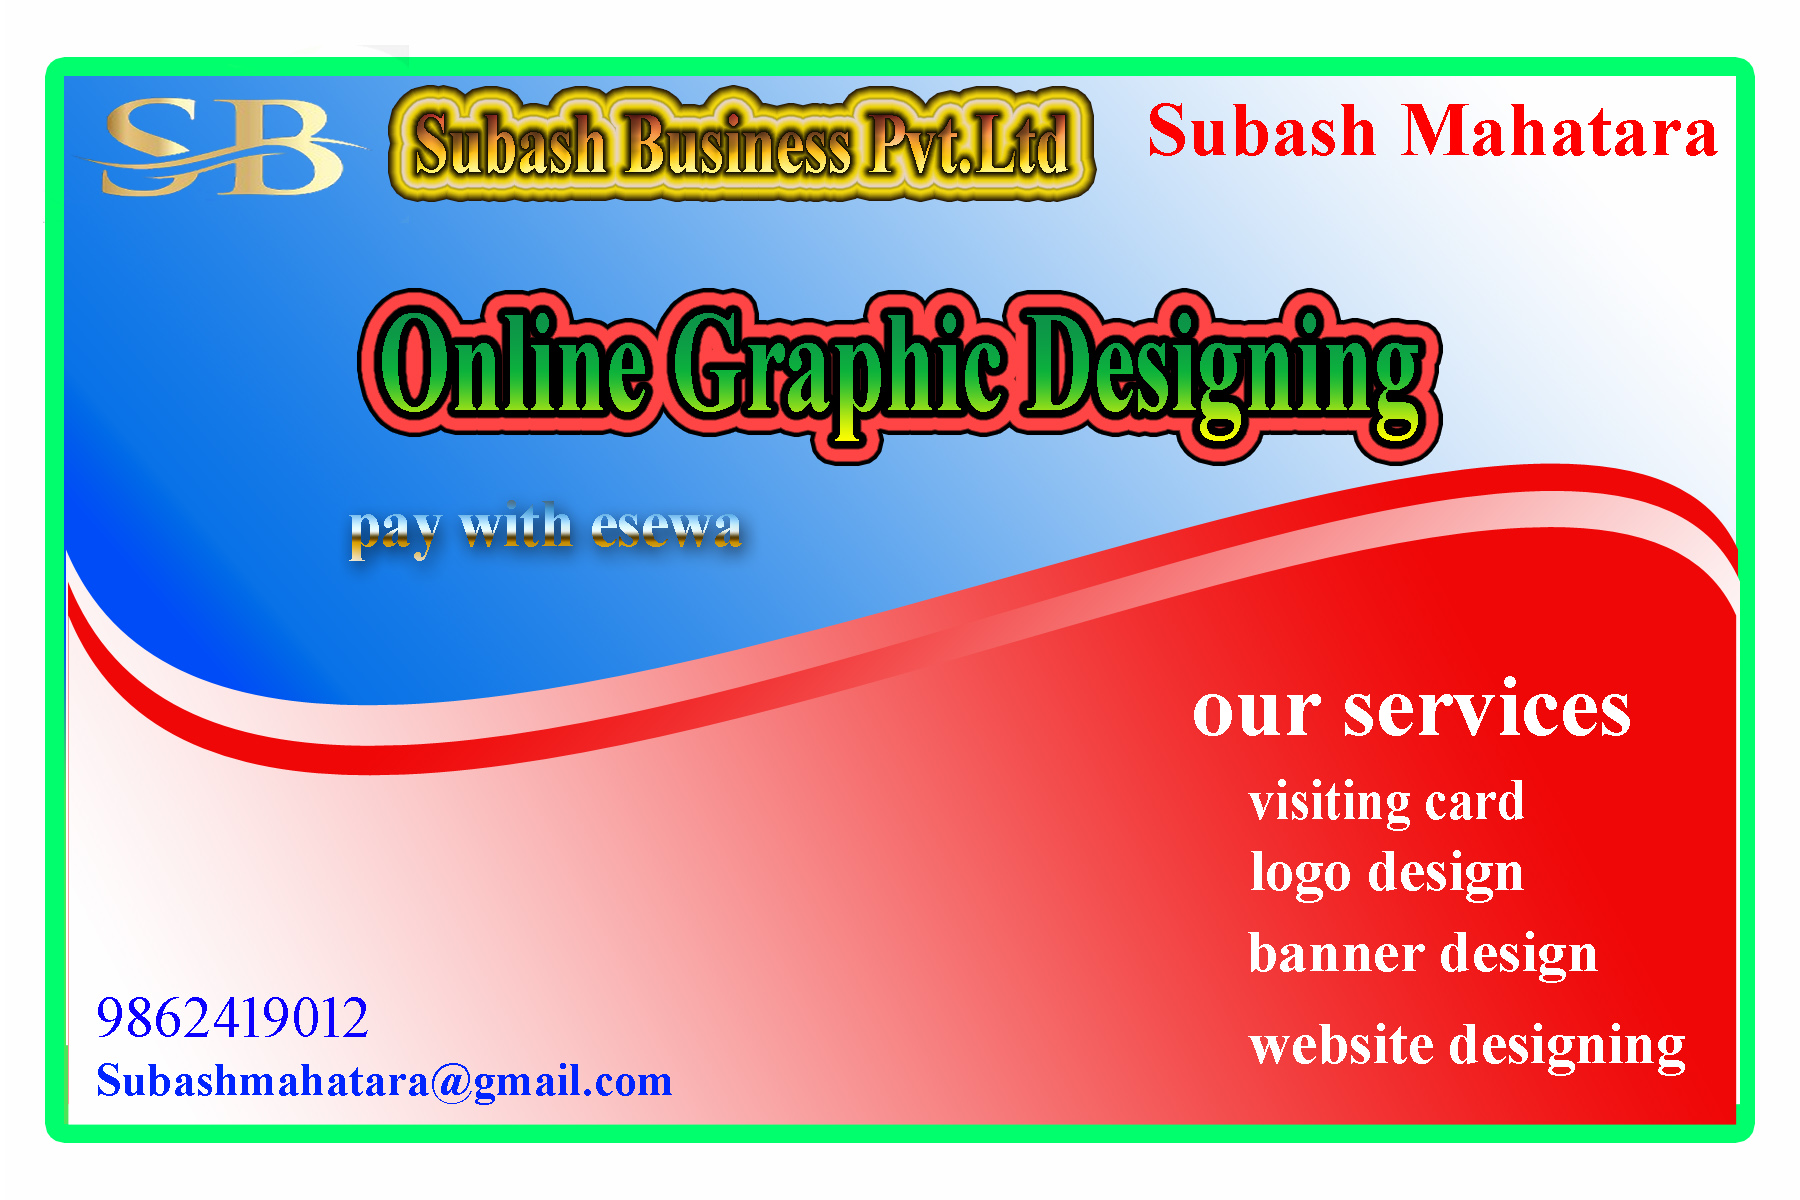 SB
Subash Business Pvt.Ltd
Subash Mahatara
Online Graphic Designing
pay with esewa
our services
visiting card
logo design
banner design
website designing
9862419012
Subashmahatara@gmail.com